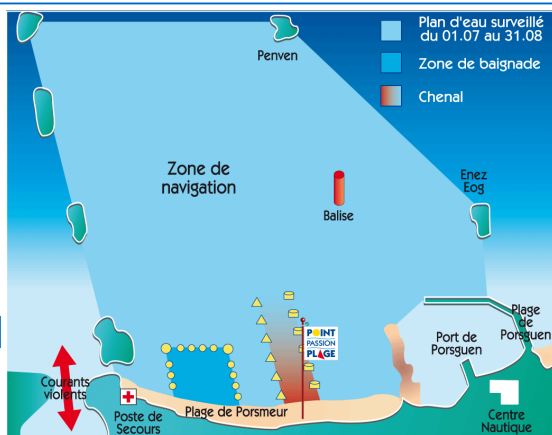 Plan d'eau surveillé
du 01.07 au 31.08
Penven
Zone de baignade
Chenal
Zone de
navigation
Enez
Eog
Balise
POINT
PASSION
PLAGE
Plage
de
Porsguen
Port de
Porsguen
Courants
violents
Poste de
Secours
Plage de Porsmeur
Centre
Nautique